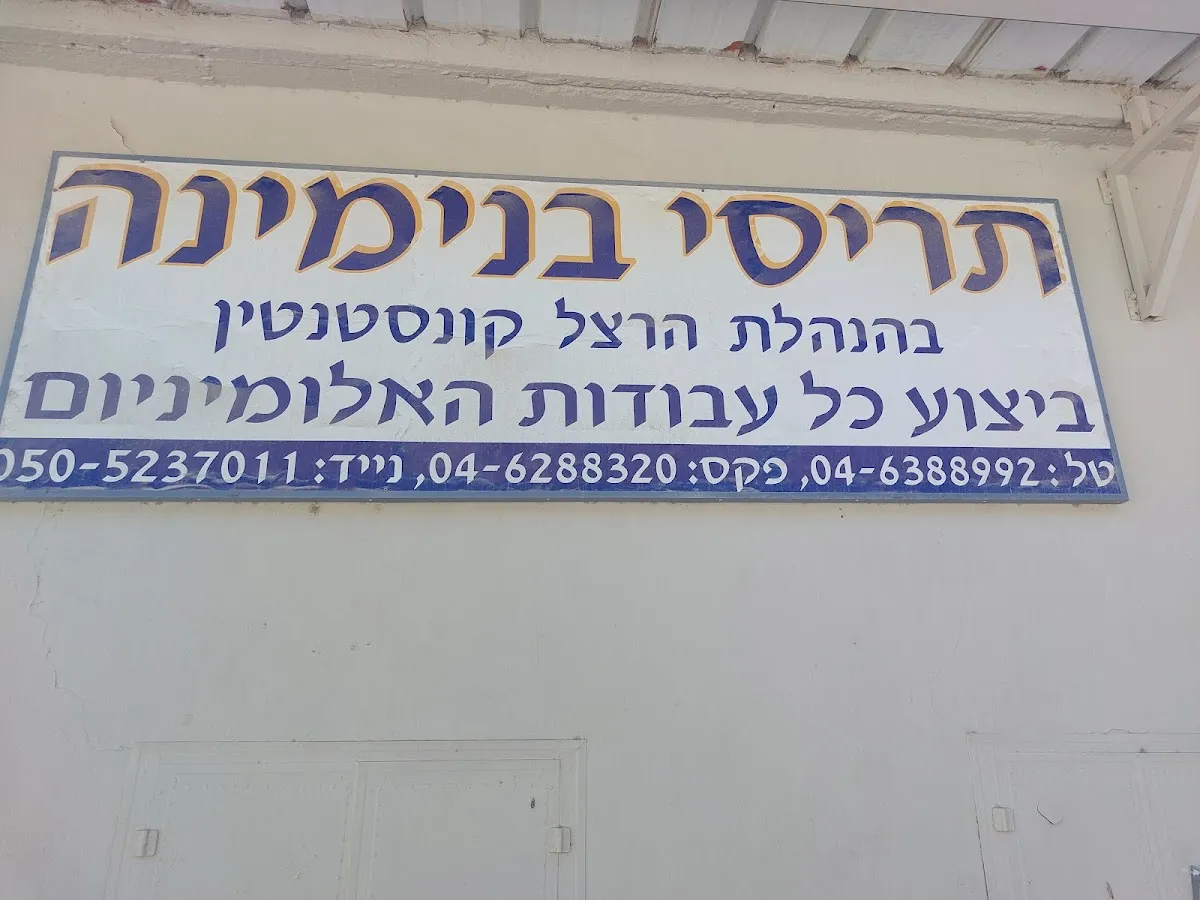 תריסי בנימינה
בהנהלת הרצל קונסטנטין
ביצוע כל עבודות האלומיניום
טל: 04-6388992, פקס: 04-6288320, נייד: 050-5237011